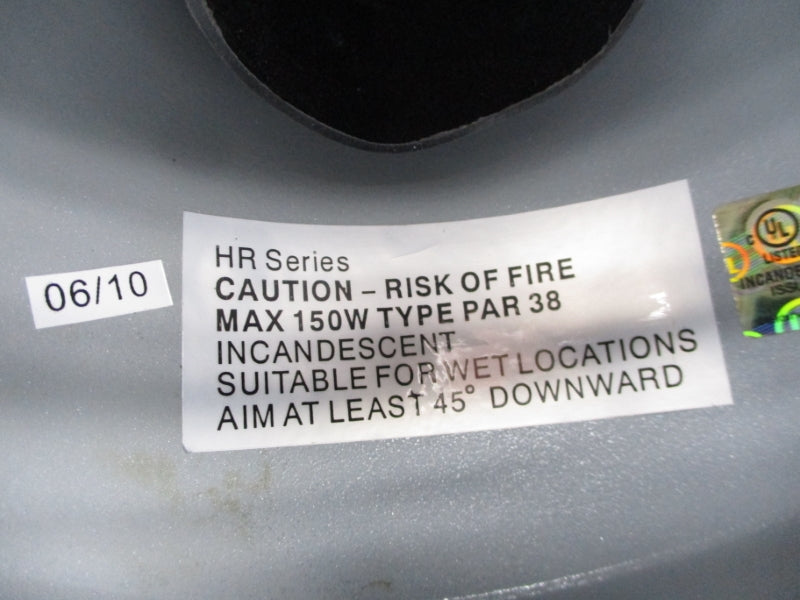 06/10
HR Series
CAUTION – RISK OF FIRE
MAX 150W TYPE PAR 38
INCANDESCENT
SUITABLE FOR WET LOCATIONS
AIM AT LEAST 45° DOWNWARD
C UL